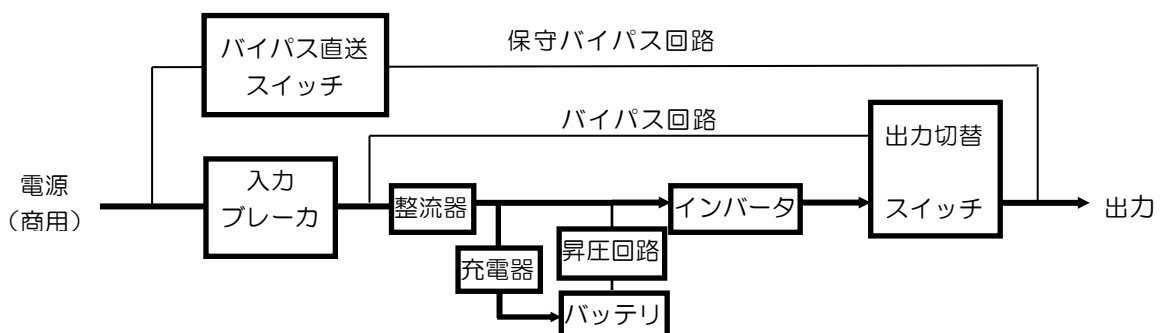 バイパス直送
スイッチ
保守バイパス回路
バイパス回路
出力切替
スイッチ
電源
（商用）
入力
ブレーカ
整流器
インバータ
出力
充電器
昇圧回路
バッテリ